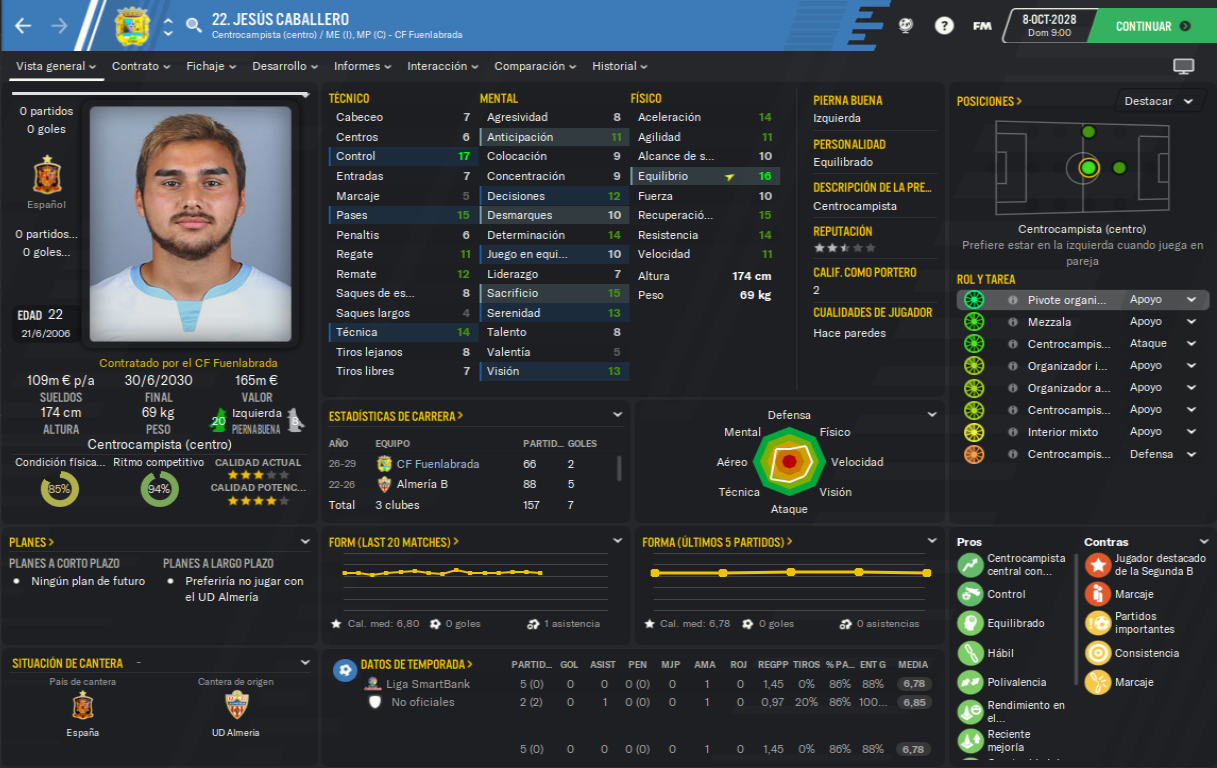 22. JESÚS CABALLERO
Centrocampista (centro) / ME (I), MP (C) - CF Fuenlabrada
?
FM
8-OCT-2028
Dom 9:00
CONTINUAR
Vista general
Contrato
Fichaje
Desarrollo
Informes
Interacción
Comparación
Historial
0 partidos
0 goles
Español
0 partidos...
0 goles...
EDAD 22
21/6/2006
Contratado por el CF Fuenlabrada
109m € p/a
SUELDOS
30/6/2030
FINAL
165m €
VALOR
174 cm
ALTURA
69 kg
PESO
20
Izquierda
PIERNA BUENA
8
Centrocampista (centro)
Condición física...
85%
Ritmo competitivo
94%
CALIDAD ACTUAL
CALIDAD POTENC...
TÉCNICO
Cabeceo 7
Centros 6
Control 17
Entradas 7
Marcaje 5
Pases 15
Penaltis 6
Regate 11
Remate 12
Saques de es... 8
Saques largos 4
Técnica 14
Tiros lejanos 8
Tiros libres 7
MENTAL
Agresividad 8
Anticipación 11
Colocación 9
Concentración 9
Decisiones 12
Desmarques 10
Determinación 14
Juego en equi... 10
Liderazgo 7
Sacrificio 15
Serenidad 13
Talento 8
Valentía 5
Visión 13
FÍSICO
Aceleración 14
Agilidad 11
Alcance de s... 10
Equilibrio 16
Fuerza 10
Recuperació... 15
Resistencia 14
Velocidad 11
Altura 174 cm
Peso 69 kg
PIERNA BUENA
Izquierda
PERSONALIDAD
Equilibrado
DESCRIPCIÓN DE LA PRE...
Centrocampista
REPUTACIÓN
CALIF. COMO PORTERO
2
CUALIDADES DE JUGADOR
Hace paredes
POSICIONES >
Destacar
Centrocampista (centro)
Prefiere estar en la izquierda cuando juega en
pareja
ROL Y TAREA
Pivote organi... Apoyo
Mezzala Apoyo
Centrocampis... Ataque
Organizador i... Apoyo
Organizador a... Apoyo
Centrocampis... Apoyo
Interior mixto Apoyo
Centrocampis... Defensa
ESTADÍSTICAS DE CARRERA >
AÑO EQUIPO PARTID... GOLES
26-29 CF Fuenlabrada 66 2
22-26 Almería B 88 5
Total 3 clubes 157 7
Defensa
Mental Físico
Aéreo Velocidad
Técnica Visión
Ataque
PLANES >
PLANES A CORTO PLAZO
Ningún plan de futuro
PLANES A LARGO PLAZO
Preferiría no jugar con
el UD Almería
FORM (LAST 20 MATCHES) >
Cal. med: 6,80 0 goles 1 asistencia
FORMA (ÚLTIMOS 5 PARTIDOS) >
Cal. med: 6,78 0 goles 0 asistencias
Pros
Centrocampista
central con...
Control
Equilibrado
Hábil
Polivalencia
Rendimiento en
el...
Reciente
mejoría
Contras
Jugador destacado
de la Segunda B
Marcaje
Partidos
importantes
Consistencia
Marcaje
SITUACIÓN DE CANTERA -
País de cantera
España
Cantera de origen
UD Almeria
DATOS DE TEMPORADA >
PARTID... GOL ASIST PEN MJP AMA ROJ REGPP TIROS % PA... ENT G MEDIA
Liga SmartBank 5 (0) 0 0 0 (0) 0 1 0 1,45 0% 86% 88% 6,78
No oficiales 2 (2) 0 1 0 (0) 0 1 0 0,97 20% 86% 100... 6,85
5 (0) 0 0 0 (0) 0 1 0 1,45 0% 86% 88% 6,78